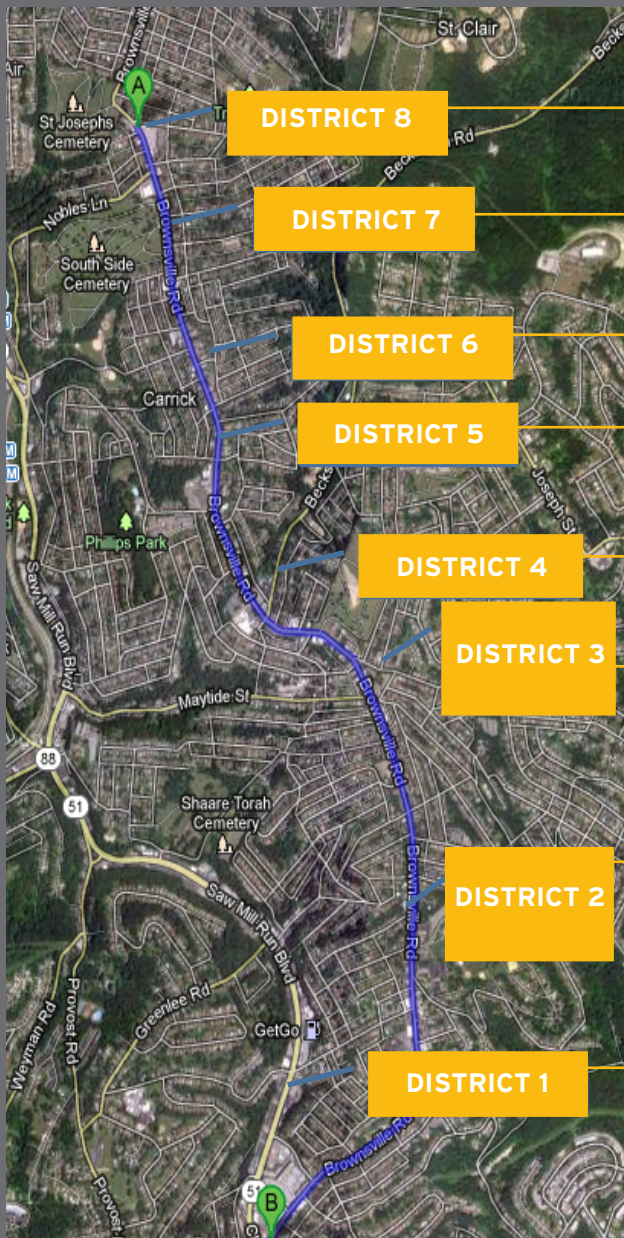 Brownsville
St. Clair
Air
A
St Josephs
Cemetery
DISTRICT 8
Nobles Ln
DISTRICT 7
Brownsville Rd
South Side
Cemetery
DISTRICT 6
Carrick
DISTRICT 5
Joseph St
M
M
Phillips Park
Brownsville Rd
DISTRICT 4
Saw Mill Run Blvd
DISTRICT 3
Maytide St
Brownsville Rd
88
51
Shaare Torah
Cemetery
Brownsville Rd
DISTRICT 2
Saw Mill Run Blvd
Greenlee Rd
Weyman Rd
Provost Rd
GetGo
DISTRICT 1
Brownsville Rd
Provost
51
B